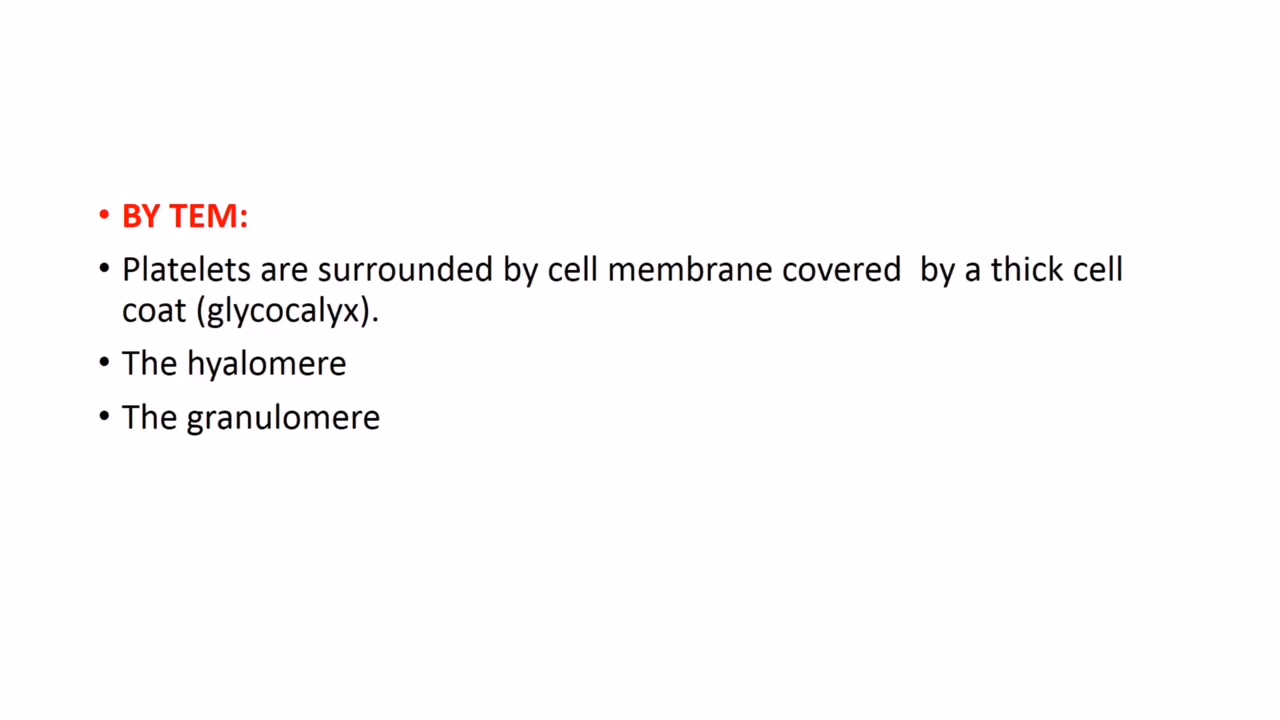 • BY TEM:
• Platelets are surrounded by cell membrane covered  by a thick cell
coat (glycocalyx).
• The hyalomere
• The granulomere